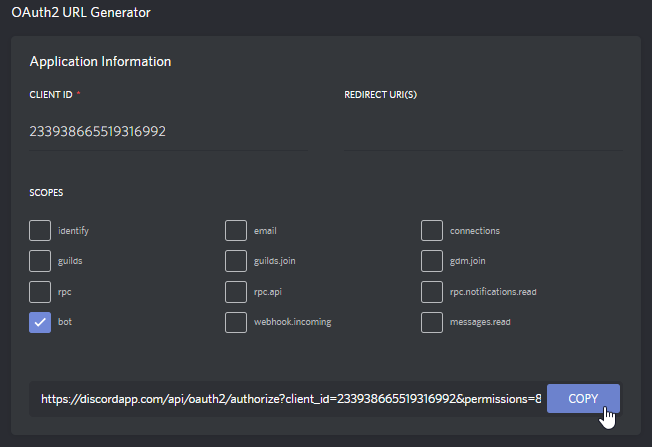 OAuth2 URL Generator
Application Information
CLIENT ID * REDIRECT URI(S)
233938665519316992
SCOPES
identify email connections
guilds guilds.join gdm.join
rpc rpc.api rpc.notifications.read
bot webhook.incoming messages.read
https://discordapp.com/api/oauth2/authorize?client_id=233938665519316992&permissions=8 COPY